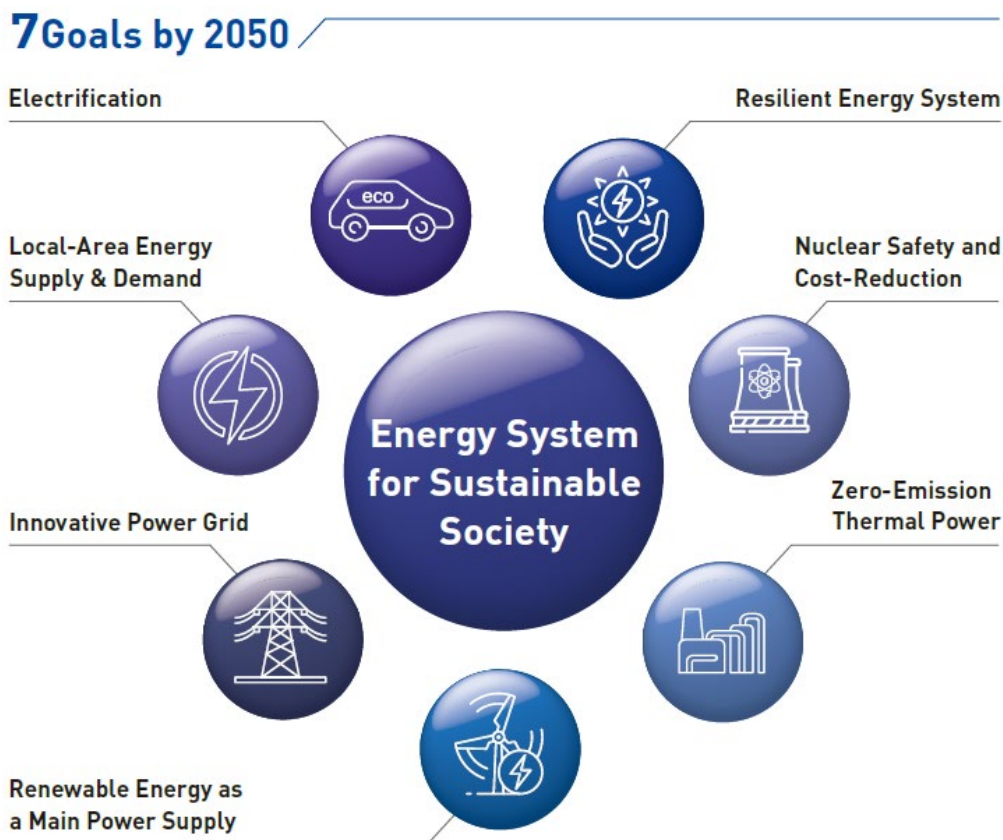 7Goals by 2050
Electrification
Resilient Energy System
eco
Local-Area Energy
Supply & Demand
Nuclear Safety and
Cost-Reduction
Energy System
for Sustainable
Society
Zero-Emission
Thermal Power
Innovative Power Grid
Renewable Energy as
a Main Power Supply